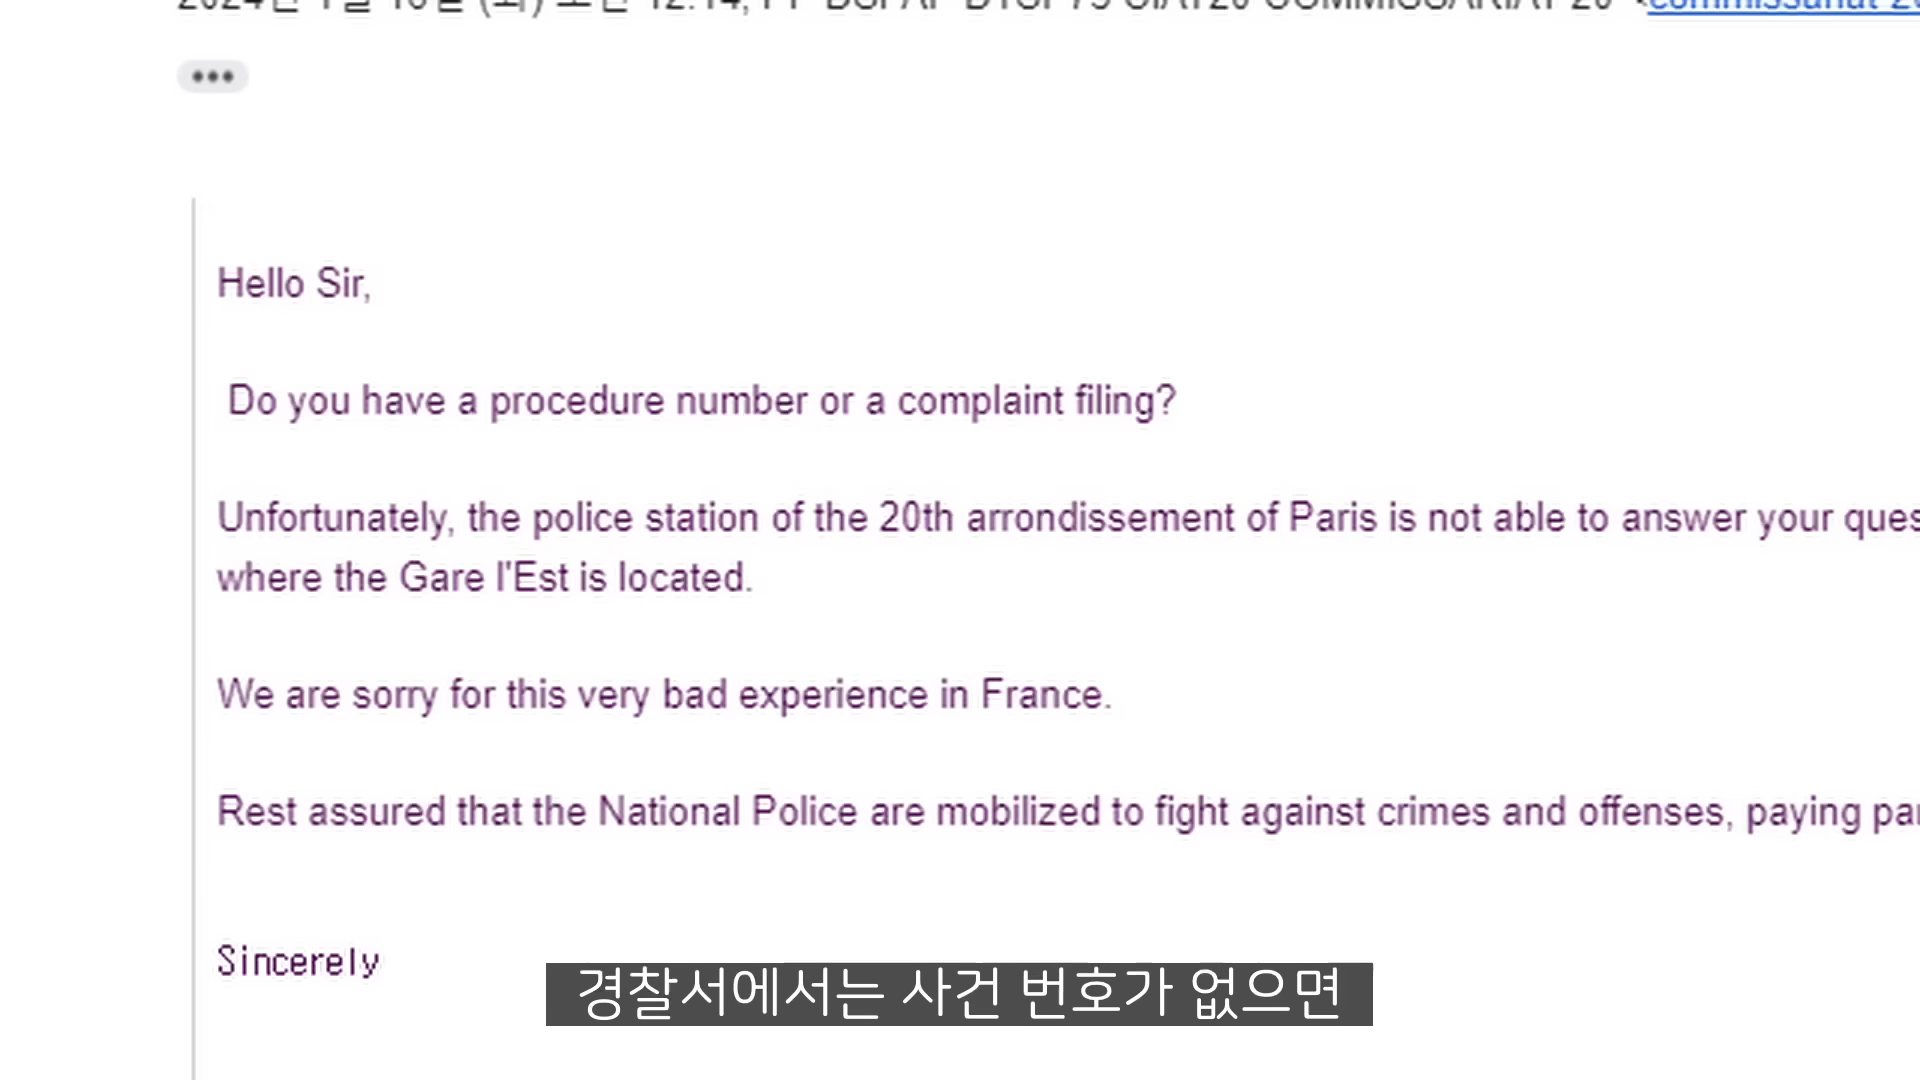 Hello Sir,
Do you have a procedure number or a complaint filing?
Unfortunately, the police station of the 20th arrondissement of Paris is not able to answer your
where the Gare l'Est is located.
We are sorry for this very bad experience in France.
Rest assured that the National Police are mobilized to fight against crimes and offenses, paying
Sincerely
경찰서에서는 사건 번호가 없으면